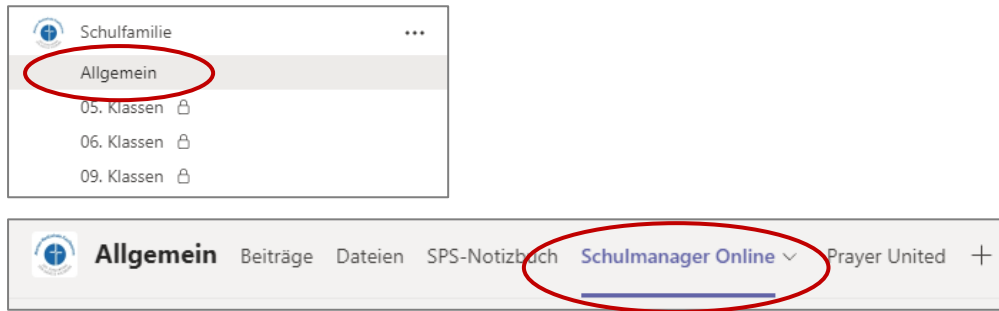 Schulfamilie ...
Allgemein
05. Klassen
06. Klassen
09. Klassen
Allgemein Beiträge Dateien SPS-Notizbuch Schulmanager Online Prayer United +